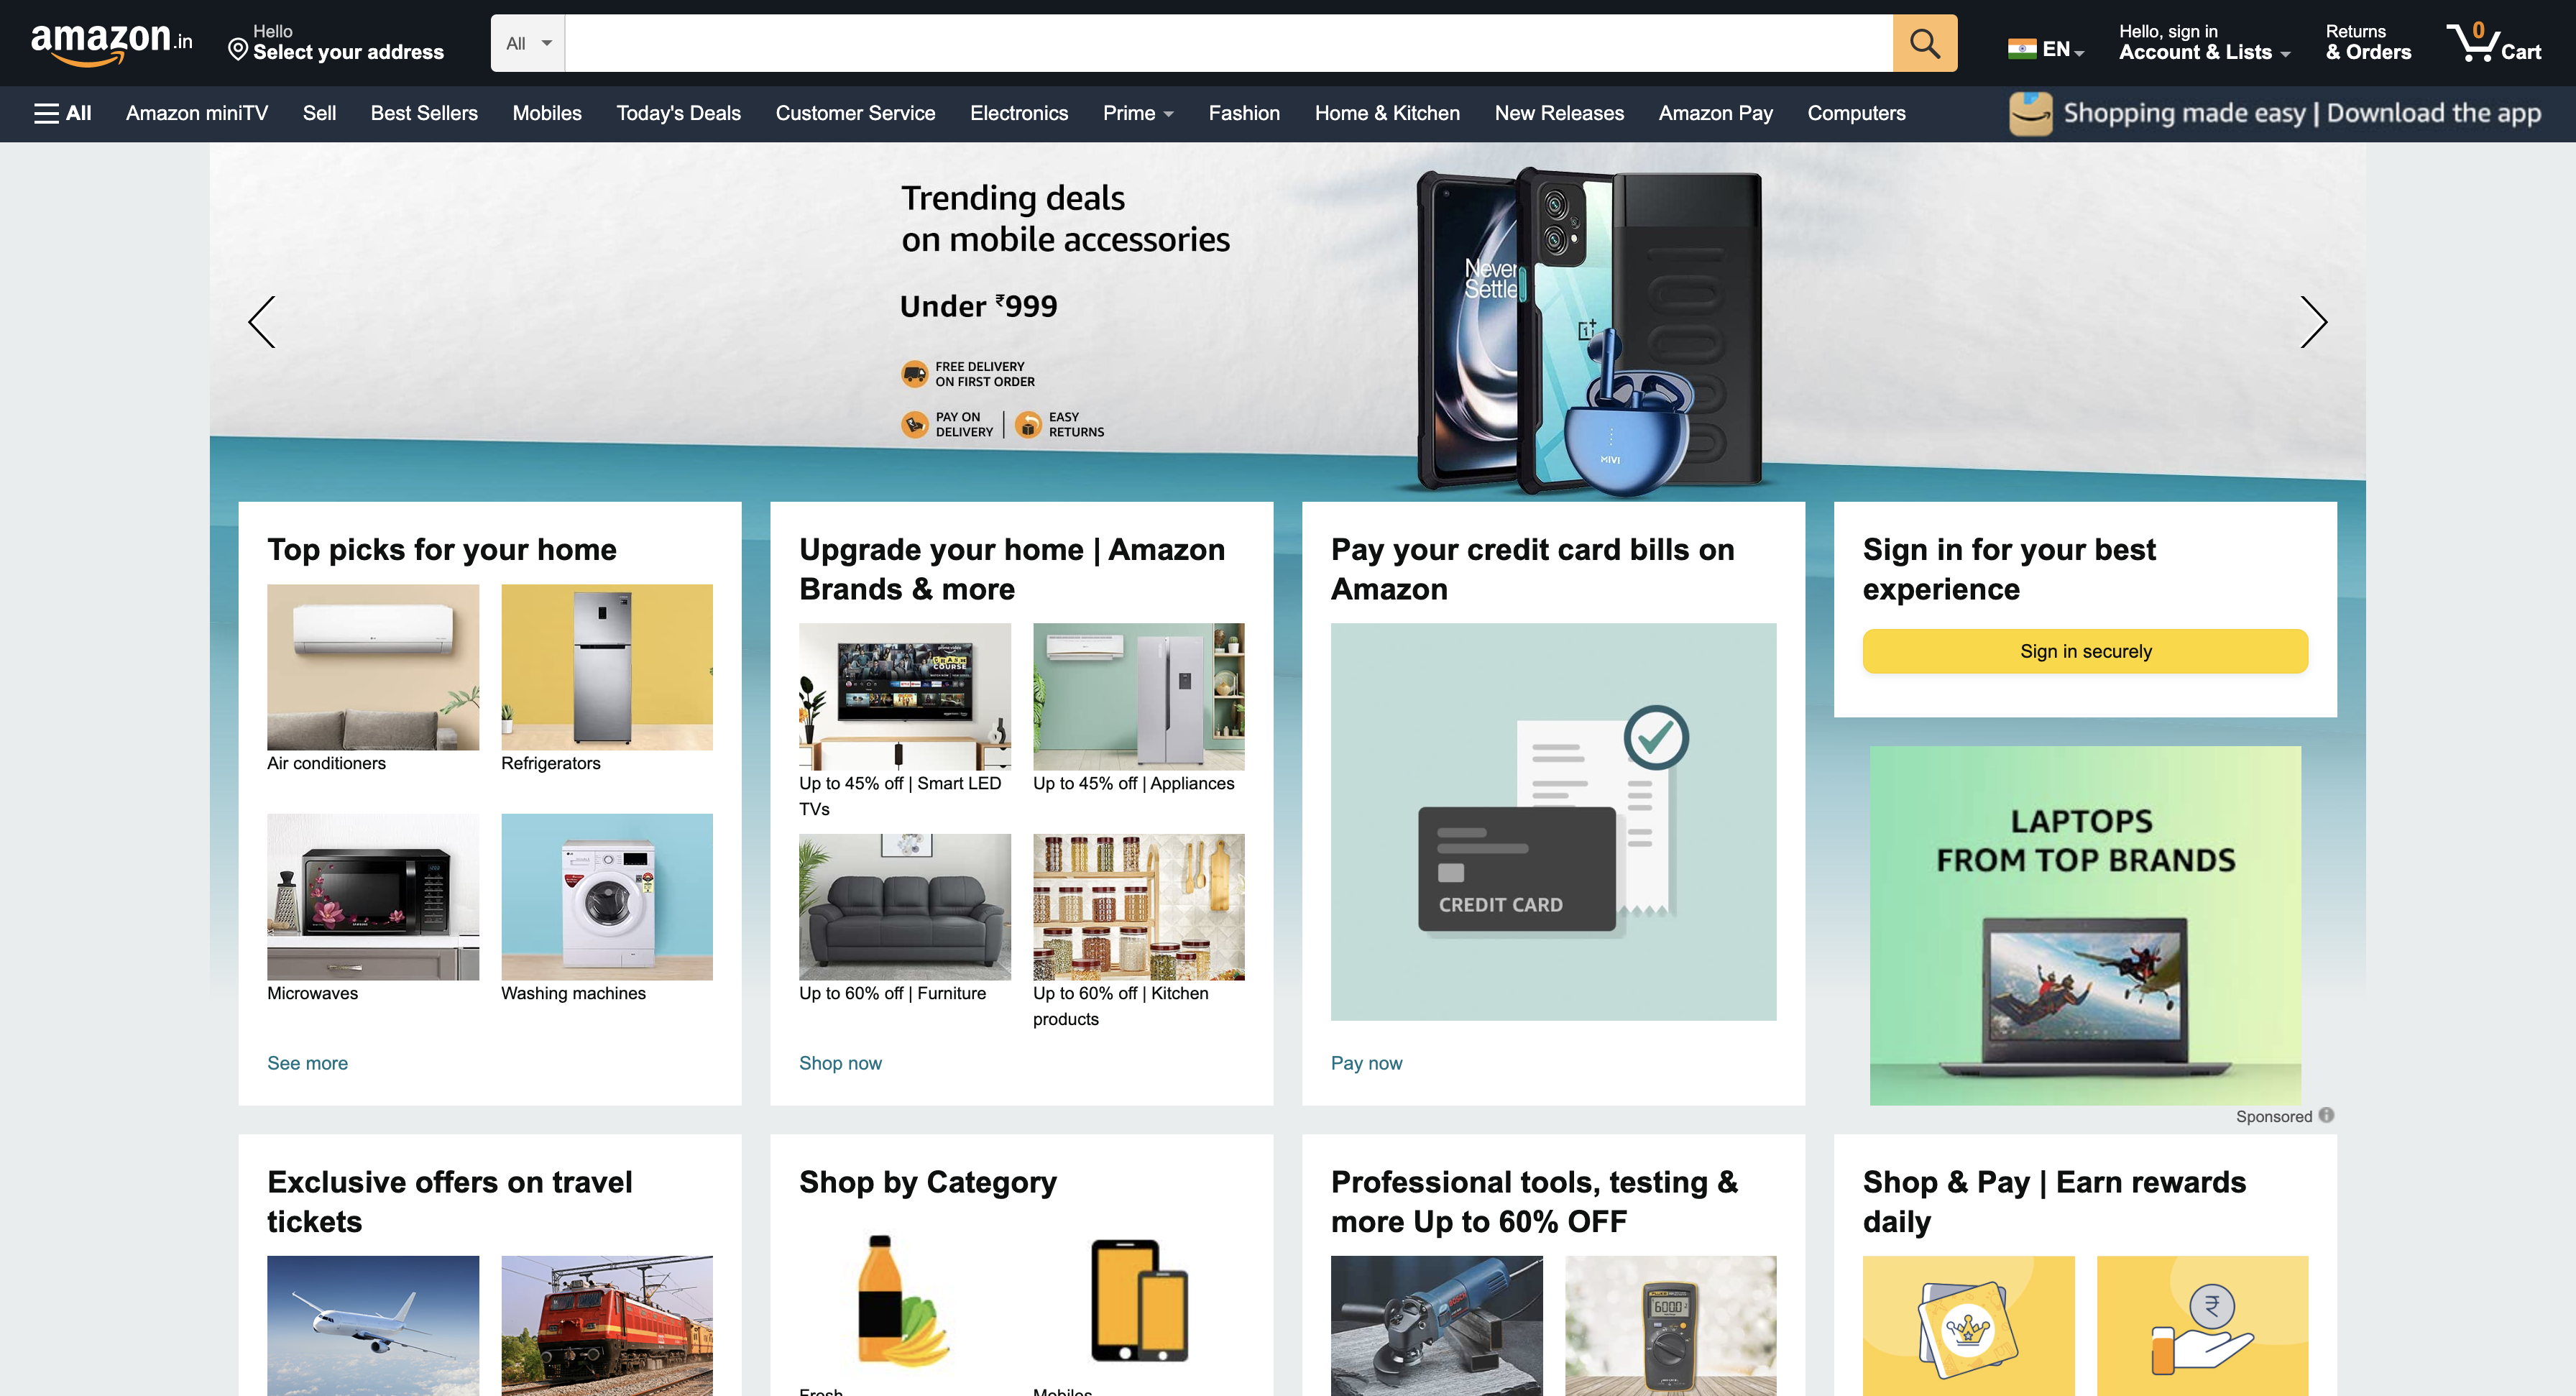 amazon.in
Hello
Select your address
All
EN
Hello, sign in
Account & Lists
Returns
& Orders
0
Cart
All
Amazon miniTV
Sell
Best Sellers
Mobiles
Today's Deals
Customer Service
Electronics
Prime
Fashion
Home & Kitchen
New Releases
Amazon Pay
Computers
Shopping made easy | Download the app
Trending deals
on mobile accessories
Under ₹999
FREE DELIVERY
ON FIRST ORDER
PAY ON
DELIVERY
EASY
RETURNS
Never
Settle
MIVI
Top picks for your home
Air conditioners
Refrigerators
Microwaves
Washing machines
See more
Upgrade your home | Amazon
Brands & more
Up to 45% off | Smart LED
TVs
Up to 45% off | Appliances
Up to 60% off | Furniture
Up to 60% off | Kitchen
products
Shop now
Pay your credit card bills on
Amazon
CREDIT CARD
Pay now
Sign in for your best
experience
Sign in securely
LAPTOPS
FROM TOP BRANDS
Sponsored
Exclusive offers on travel
tickets
Shop by Category
Fresh
Mobiles
Professional tools, testing &
more Up to 60% OFF
FLUKE
600.0
Shop & Pay | Earn rewards
daily
₹